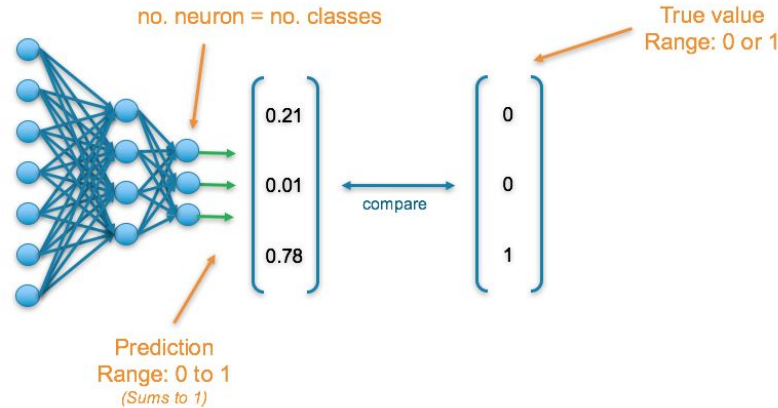 no. neuron = no. classes
True value
Range: 0 or 1
0.21
0.01
0.78
compare
0
0
1
Prediction
Range: 0 to 1
(Sums to 1)